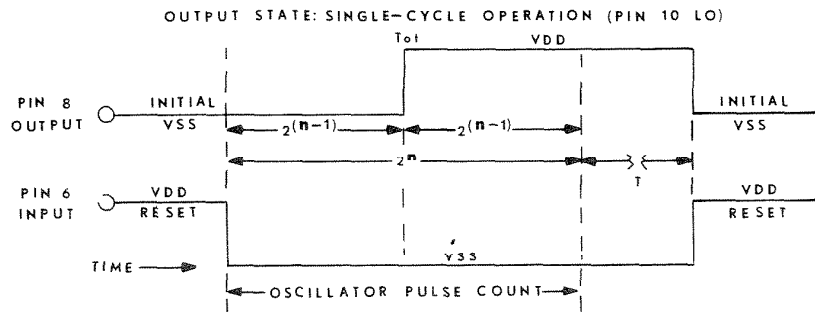 OUTPUT STATE: SINGLE-CYCLE OPERATION (PIN 10 LO)
Tot VDD
PIN 8 INITIAL INITIAL
OUTPUT VSS 2(n-1) 2(n-1) VSS
2n
T
PIN 6 VDD VDD
INPUT RESET RESET
TIME
OSCILLATOR PULSE COUNT